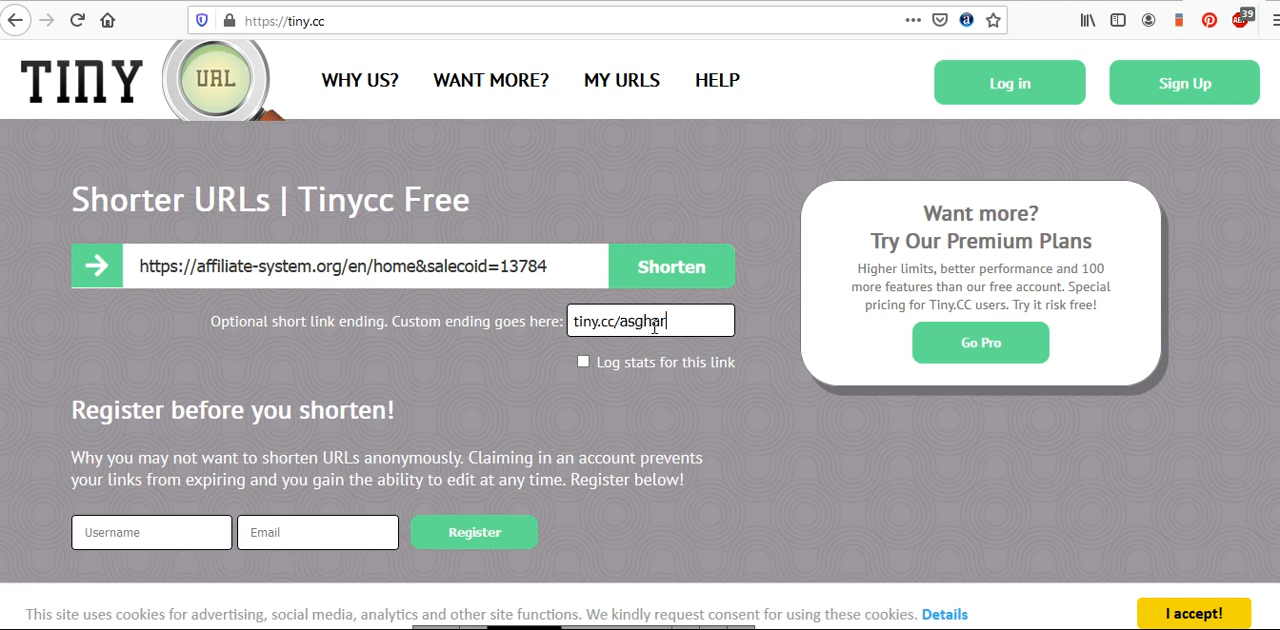 https://tiny.cc
39
TINY URL
WHY US? WANT MORE? MY URLS HELP
Log in
Sign Up
Shorter URLs | Tinycc Free
https://affiliate-system.org/en/home&salecoid=13784
Shorten
Optional short link ending. Custom ending goes here: tiny.cc/asghar
Log stats for this link
Register before you shorten!
Why you may not want to shorten URLs anonymously. Claiming in an account prevents
your links from expiring and you gain the ability to edit at any time. Register below!
Username
Email
Register
Want more?
Try Our Premium Plans
Higher limits, better performance and 100
more features than our free account. Special
pricing for Tiny.CC users. Try it risk free!
Go Pro
This site uses cookies for advertising, social media, analytics and other site functions. We kindly request consent for using these cookies. Details
I accept!